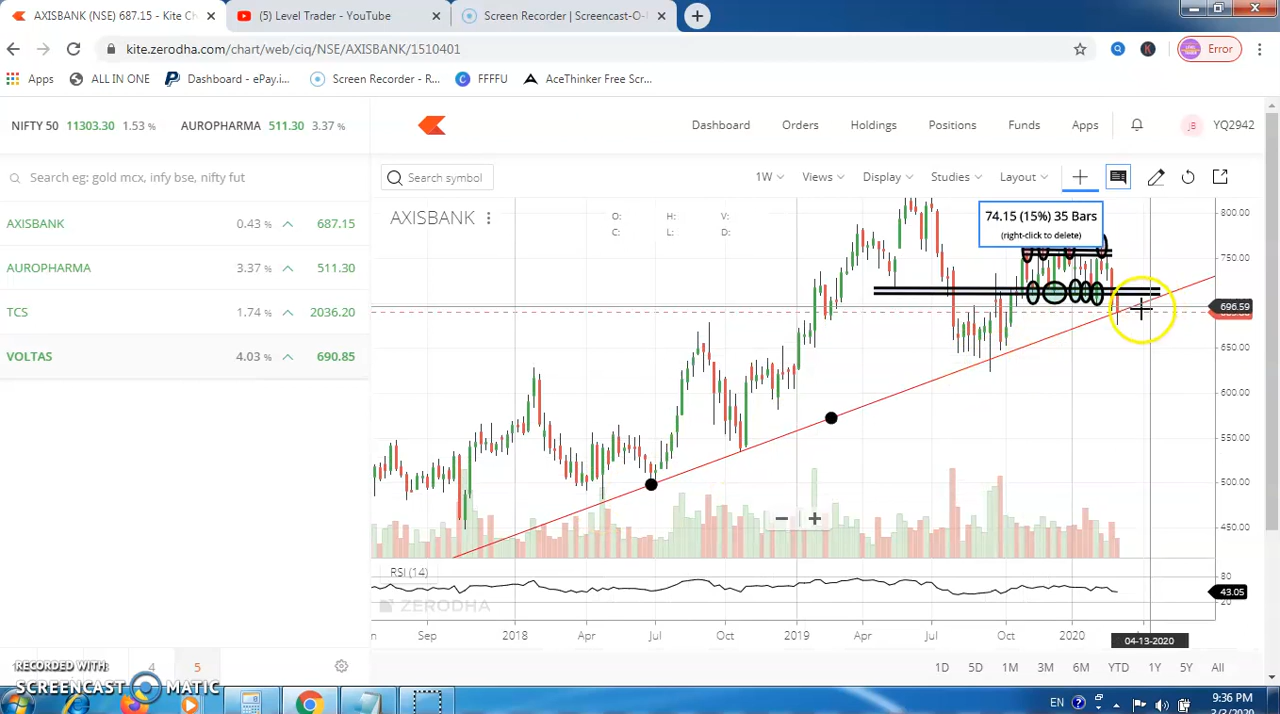 AXISBANK (NSE) 687.15 - Kite Ch
(5) Level Trader - YouTube
Screen Recorder | Screencast-O-
kite.zerodha.com/chart/web/ciq/NSE/AXISBANK/1510401
Error
Apps
ALL IN ONE
Dashboard - ePay.i...
Screen Recorder - R...
FFFFU
AceThinker Free Scr...
NIFTY 50 11303.30 1.53 %
AUROPHARMA 511.30 3.37 %
Dashboard
Orders
Holdings
Positions
Funds
Apps
YQ2942
Search eg: gold mcx, infy bse, nifty fut
Search symbol
1W
Views
Display
Studies
Layout
AXISBANK 0.43 % 687.15
AUROPHARMA 3.37 % 511.30
TCS 1.74 % 2036.20
VOLTAS 4.03 % 690.85
AXISBANK
O: H: V:
C: L: D:
74.15 (15%) 35 Bars
(right-click to delete)
800.00
750.00
696.59
650.00
600.00
550.00
500.00
450.00
RSI (14)
80
43.05
20
ZERODHA
Sep
2018
Apr
Jul
Oct
2019
Apr
Jul
Oct
2020
04-13-2020
1D
5D
1M
3M
6M
YTD
1Y
5Y
All
4
5
RECORDED WITH:
SCREENCAST MATIC
EN
9:36 PM
3/3/2020